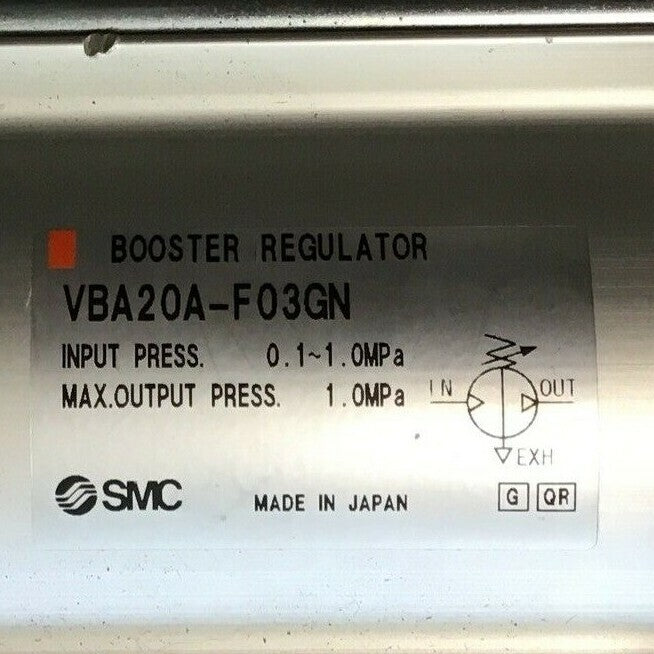 BOOSTER REGULATOR
VBA20A-F03GN
INPUT PRESS. 0.1~1.0MPa
MAX.OUTPUT PRESS. 1.0MPa
IN OUT
EXH
SMC MADE IN JAPAN G QR